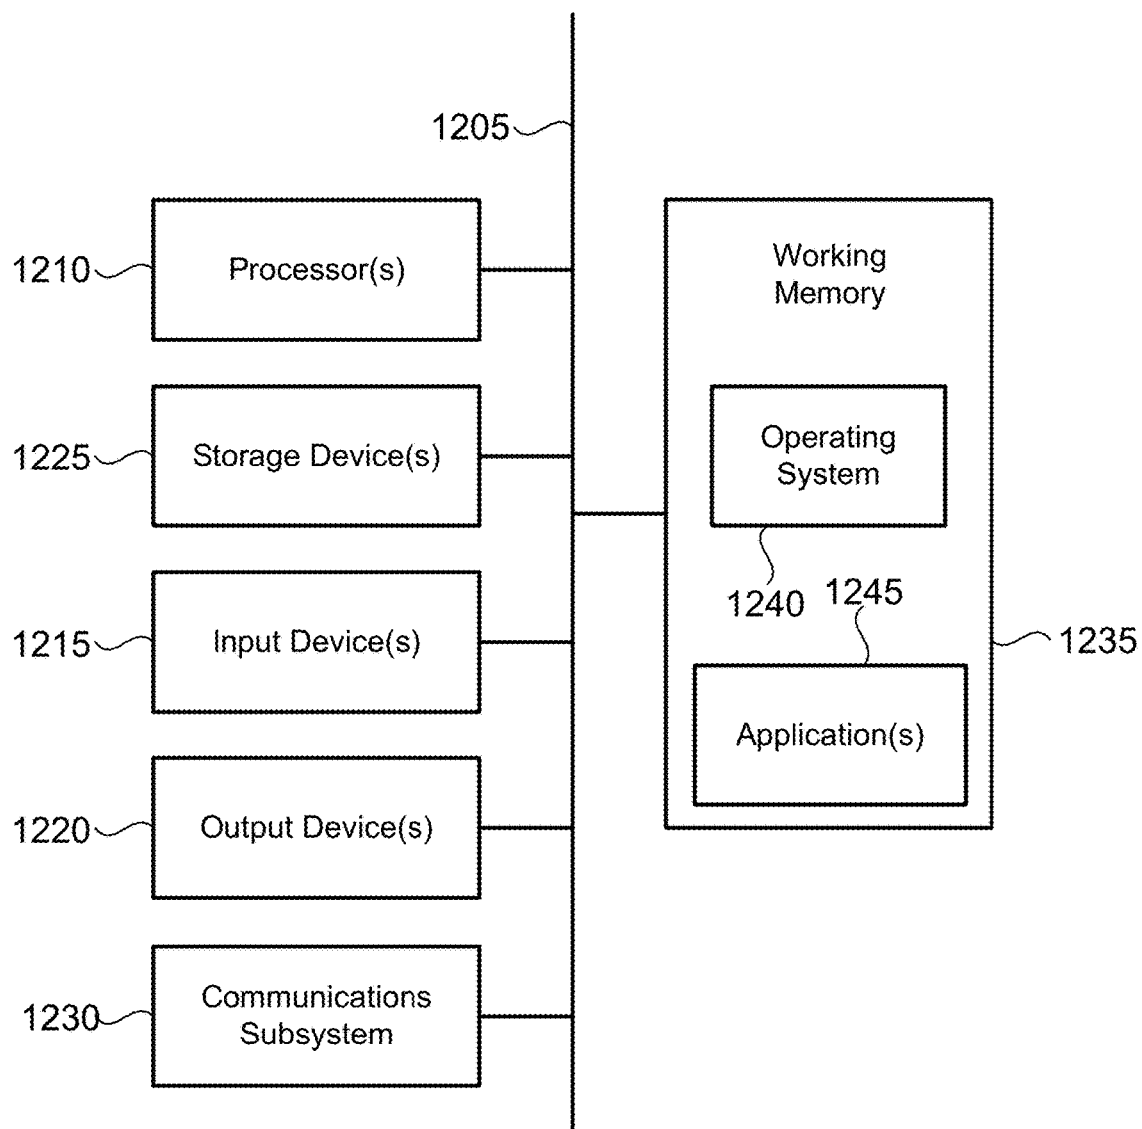 1205
1210
Processor(s)
1225
Storage Device(s)
1215
Input Device(s)
1220
Output Device(s)
1230
Communications
Subsystem
Working
Memory
Operating
System
1240
1245
1235
Application(s)